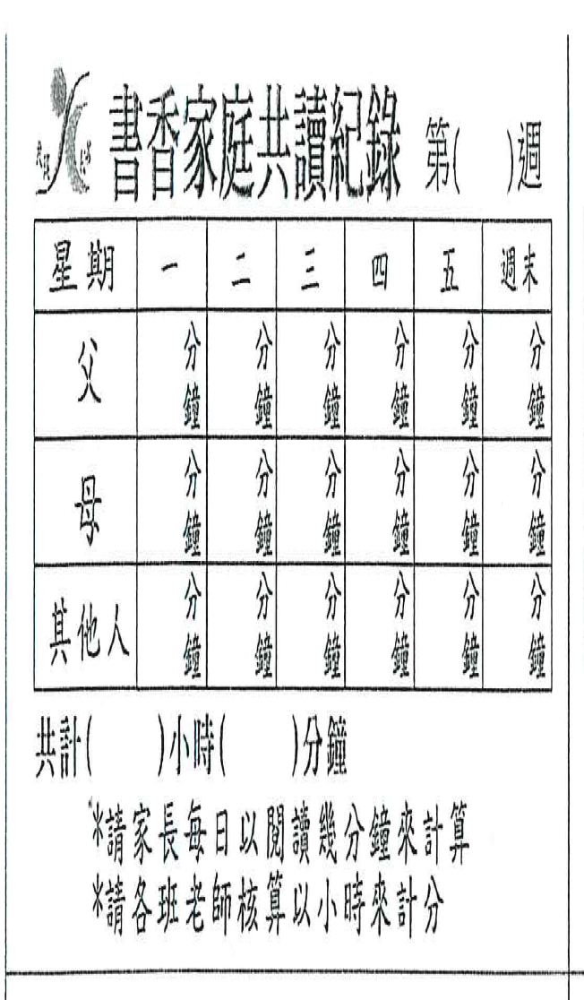 書香家庭共讀紀錄 第( )週
星期 一 二 三 四 五 週末
父 分鐘 分鐘 分鐘 分鐘 分鐘 分鐘
母 分鐘 分鐘 分鐘 分鐘 分鐘 分鐘
其他人 分鐘 分鐘 分鐘 分鐘 分鐘 分鐘
共計( )小時( )分鐘
*請家長每日以閱讀幾分鐘來計算
*請各班老師核算以小時來計分